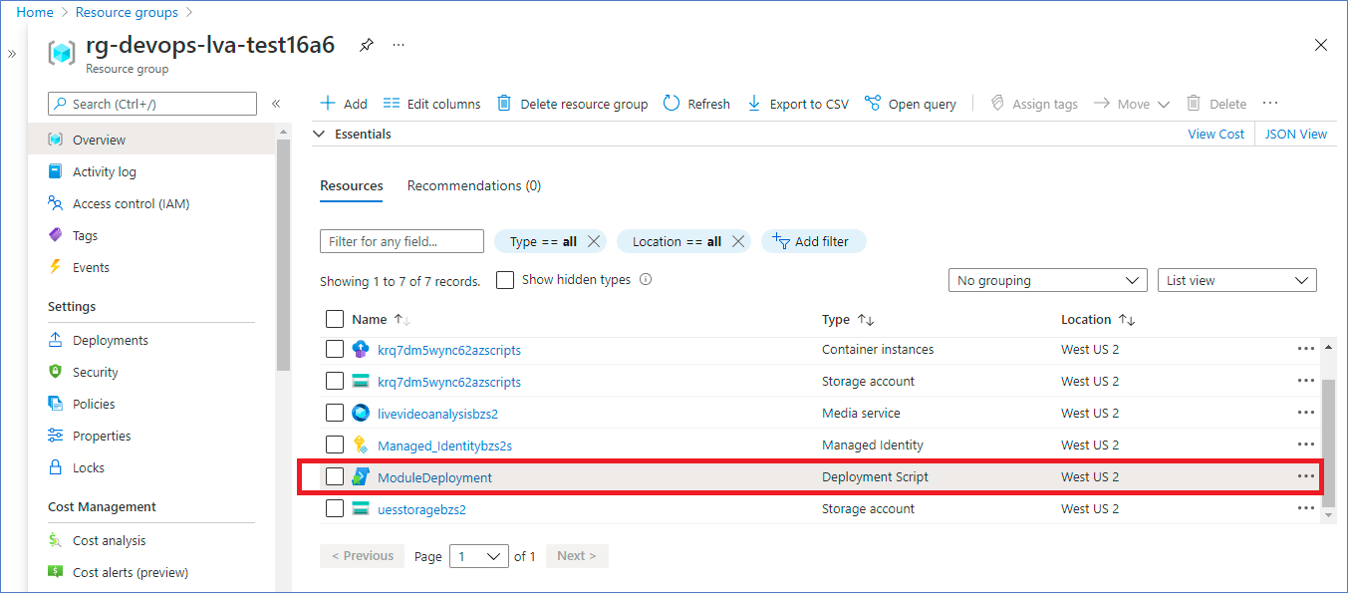 Home > Resource groups >
»
rg-devops-lva-test16a6 ...
Resource group
Search (Ctrl+/) «
Overview
Activity log
Access control (IAM)
Tags
Events
Settings
Deployments
Security
Policies
Properties
Locks
Cost Management
Cost analysis
Cost alerts (preview)
Add Edit columns Delete resource group Refresh Export to CSV Open query Assign tags Move Delete ...
Essentials View Cost JSON View
Resources Recommendations (0)
Filter for any field... Type == all Location == all Add filter
Showing 1 to 7 of 7 records. Show hidden types No grouping List view
Name Type Location
krq7dm5wync62azscripts Container instances West US 2 ...
krq7dm5wync62azscripts Storage account West US 2 ...
livevideoanalysisbzs2 Media service West US 2 ...
Managed_Identitybzs2s Managed Identity West US 2 ...
ModuleDeployment Deployment Script West US 2 ...
uesstoragebzs2 Storage account West US 2 ...
< Previous Page 1 of 1 Next >